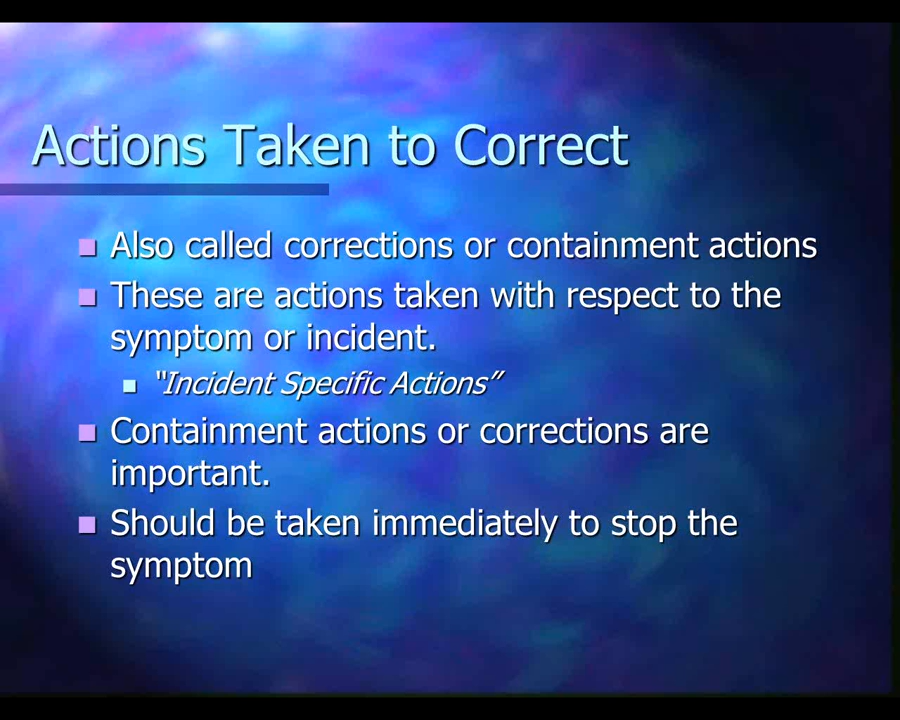 Actions Taken to Correct
Also called corrections or containment actions
These are actions taken with respect to the
symptom or incident.
“Incident Specific Actions”
Containment actions or corrections are
important.
Should be taken immediately to stop the
symptom